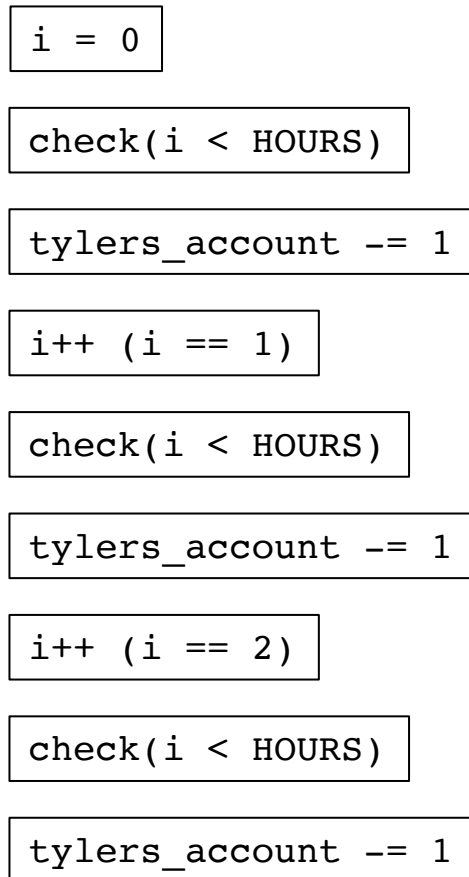 i = 0
check(i < HOURS)
tylers_account -= 1
i++ (i == 1)
check(i < HOURS)
tylers_account -= 1
i++ (i == 2)
check(i < HOURS)
tylers_account -= 1